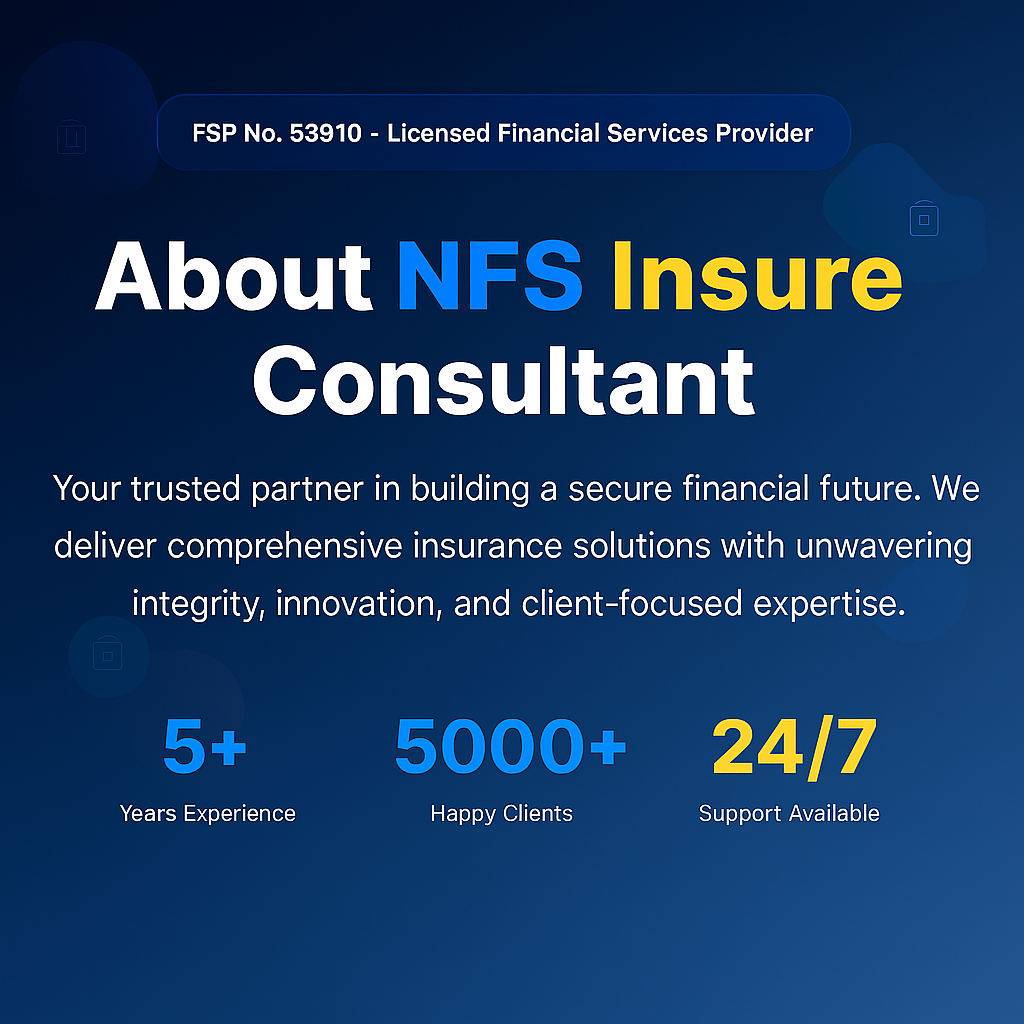 FSP No. 53910 - Licensed Financial Services Provider
About NFS Insure
Consultant
Your trusted partner in building a secure financial future. We
deliver comprehensive insurance solutions with unwavering
integrity, innovation, and client-focused expertise.
5+ 5000+ 24/7
Years Experience Happy Clients Support Available